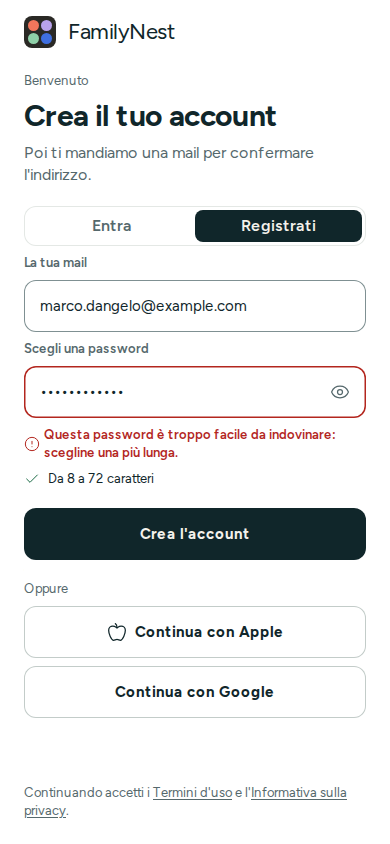 FamilyNest
Benvenuto
Crea il tuo account
Poi ti mandiamo una mail per confermare
l'indirizzo.
Entra
Registrati
La tua mail
marco.dangelo@example.com
Scegli una password
••••••••••••
Questa password è troppo facile da indovinare:
scegline una più lunga.
Da 8 a 72 caratteri
Crea l'account
Oppure
Continua con Apple
Continua con Google
Continuando accetti i Termini d'uso e l'Informativa sulla
privacy.